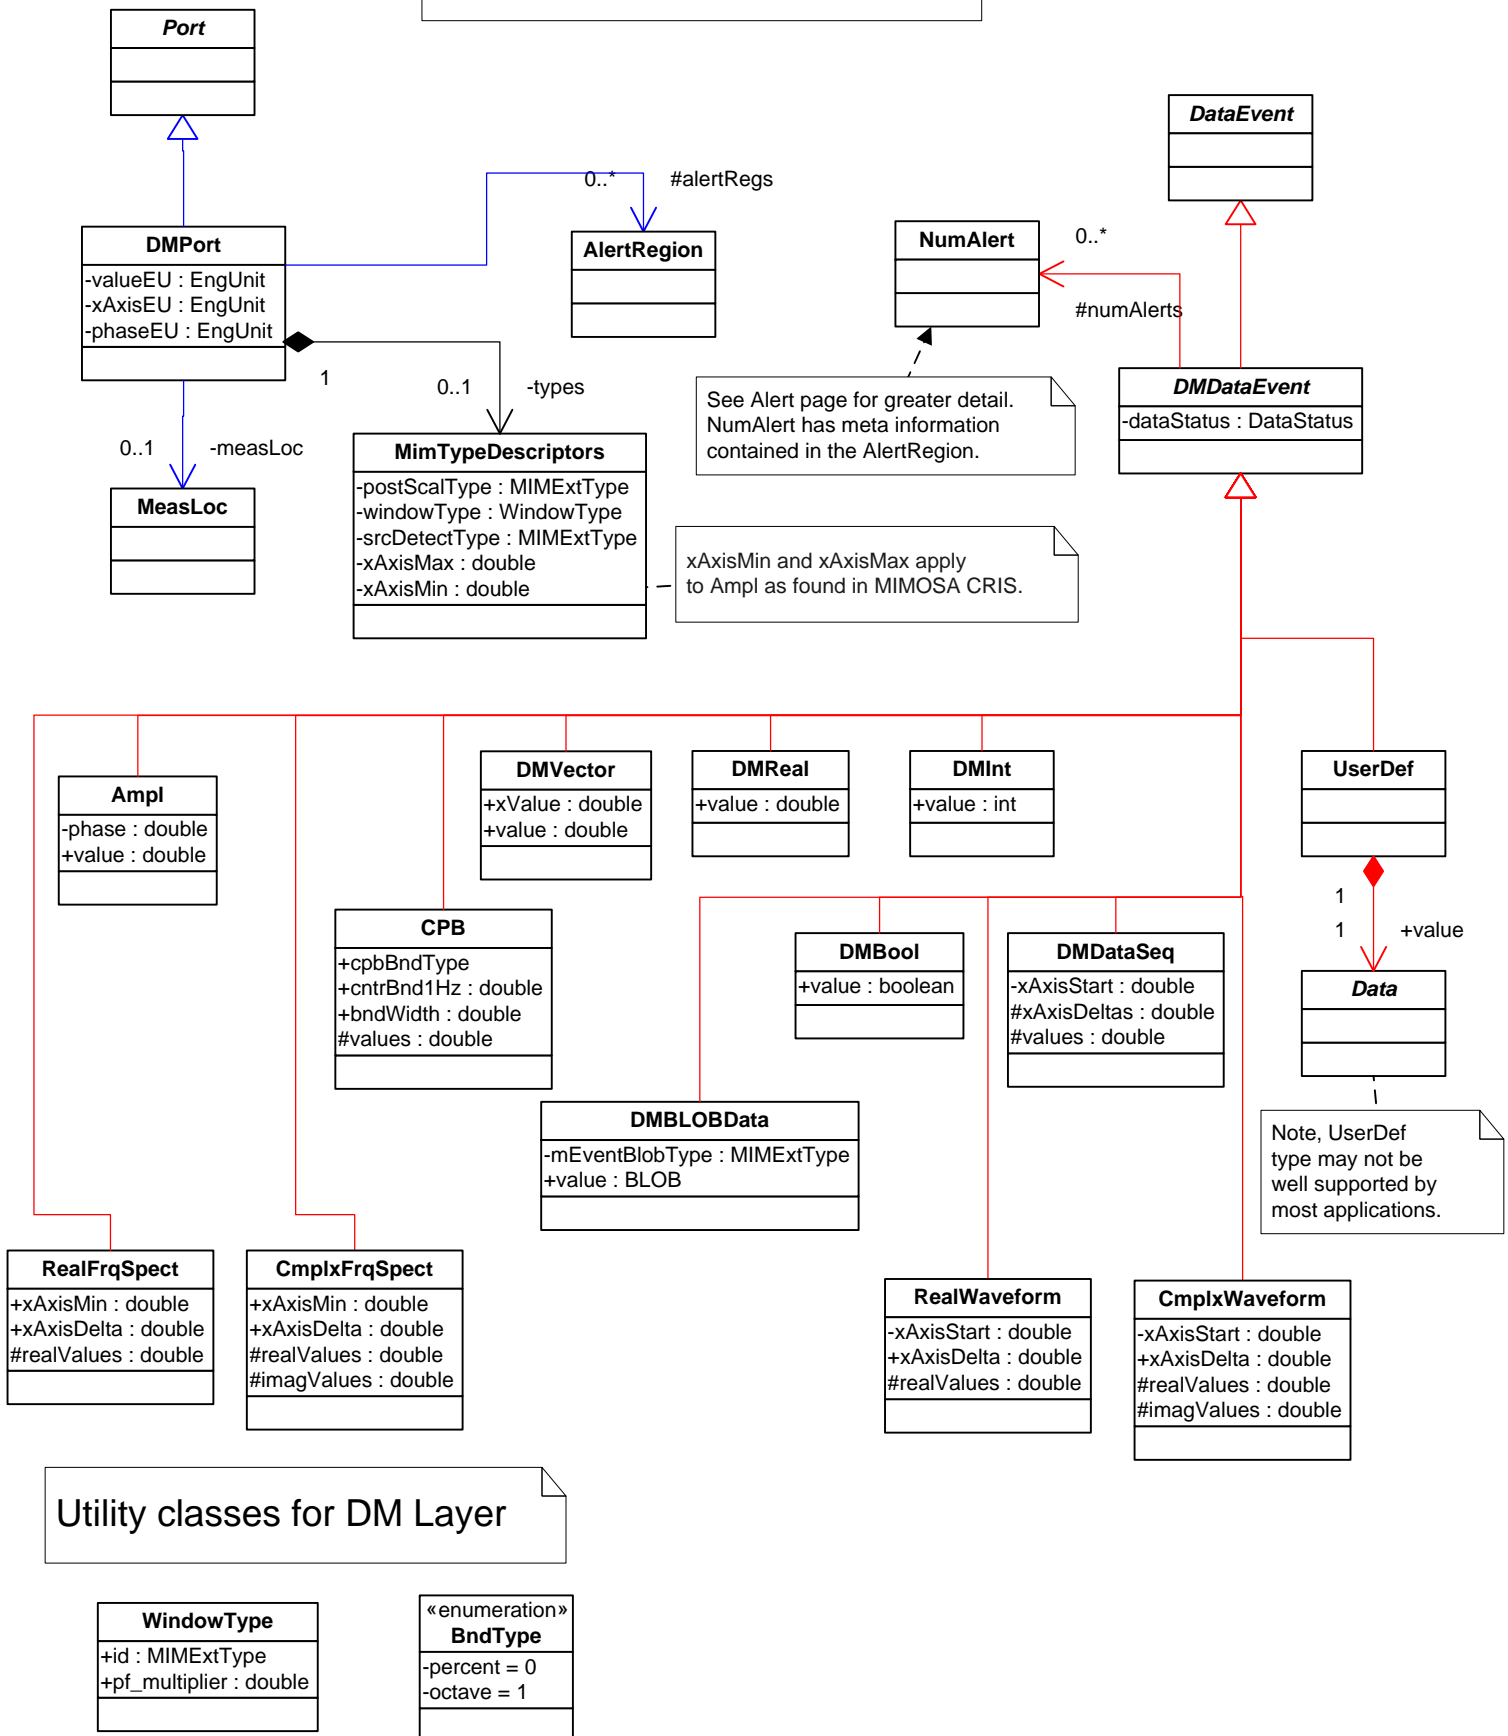 Port
DataEvent
0..*
#alertRegs
DMPort
-valueEU : EngUnit
-xAxisEU : EngUnit
-phaseEU : EngUnit
AlertRegion
NumAlert
0..*
#numAlerts
1
0..1
-types
See Alert page for greater detail.
NumAlert has meta information
contained in the AlertRegion.
DMDataEvent
-dataStatus : DataStatus
0..1
-measLoc
MimTypeDescriptors
-postScalType : MIMExtType
-windowType : WindowType
-srcDetectType : MIMExtType
-xAxisMax : double
-xAxisMin : double
MeasLoc
xAxisMin and xAxisMax apply
to Ampl as found in MIMOSA CRIS.
Ampl
-phase : double
+value : double
DMVector
+xValue : double
+value : double
DMReal
+value : double
DMInt
+value : int
UserDef
1
1
+value
CPB
+cpbBndType
+cntrBnd1Hz : double
+bndWidth : double
#values : double
DMBool
+value : boolean
DMDataSeq
-xAxisStart : double
#xAxisDeltas : double
#values : double
Data
DMBLOBData
-mEventBlobType : MIMExtType
+value : BLOB
Note, UserDef
type may not be
well supported by
most applications.
RealFrqSpect
+xAxisMin : double
+xAxisDelta : double
#realValues : double
CmplxFrqSpect
+xAxisMin : double
+xAxisDelta : double
#realValues : double
#imagValues : double
RealWaveform
-xAxisStart : double
+xAxisDelta : double
#realValues : double
CmplxWaveform
-xAxisStart : double
+xAxisDelta : double
#realValues : double
#imagValues : double
Utility classes for DM Layer
WindowType
+id : MIMExtType
+pf_multiplier : double
«enumeration»
BndType
-percent = 0
-octave = 1